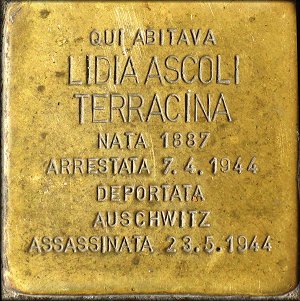 QUI ABITAVA
LIDIA ASCOLI
TERRACINA
NATA 1887
ARRESTATA 7.4.1944
DEPORTATA
AUSCHWITZ
ASSASSINATA 23.5.1944